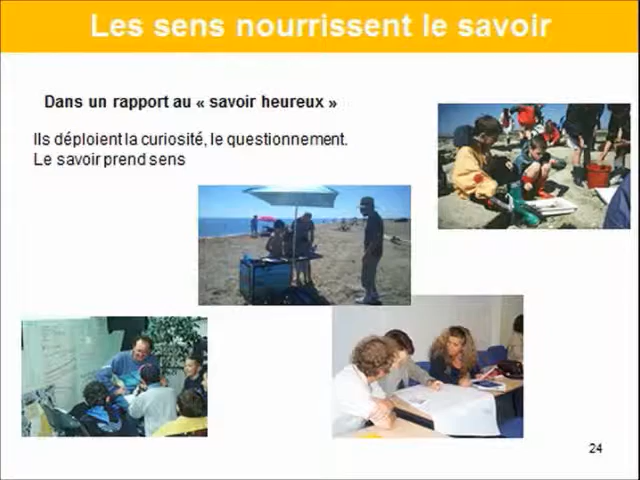 Les sens nourrissent le savoir
Dans un rapport au « savoir heureux »
Ils déploient la curiosité, le questionnement.
Le savoir prend sens
24